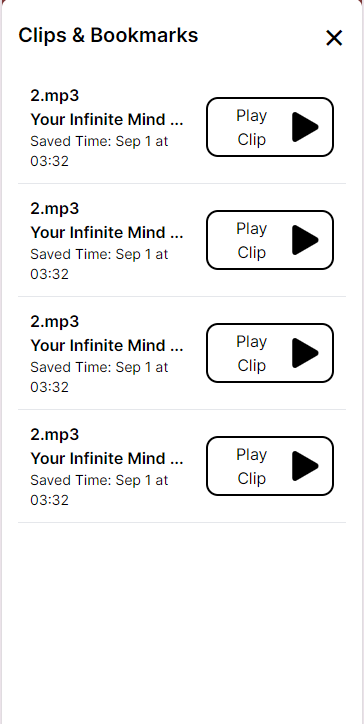 Clips & Bookmarks
2.mp3
Your Infinite Mind ...
Saved Time: Sep 1 at
03:32
Play
Clip
2.mp3
Your Infinite Mind ...
Saved Time: Sep 1 at
03:32
Play
Clip
2.mp3
Your Infinite Mind ...
Saved Time: Sep 1 at
03:32
Play
Clip
2.mp3
Your Infinite Mind ...
Saved Time: Sep 1 at
03:32
Play
Clip